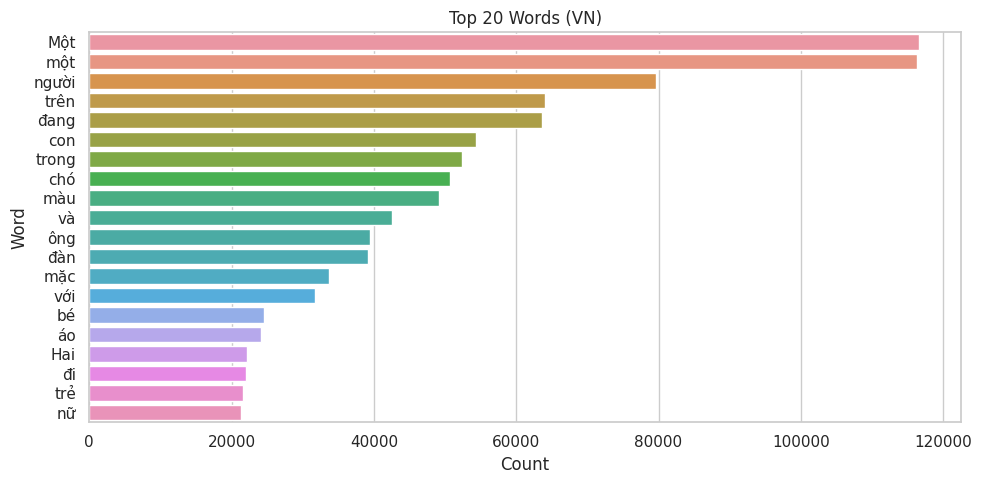 Top 20 Words (VN)
Một
một
người
trên
đang
con
trong
chó
màu
và
ông
đàn
mặc
với
bé
áo
Hai
đi
trẻ
nữ
Word
0 20000 40000 60000 80000 100000 120000
Count